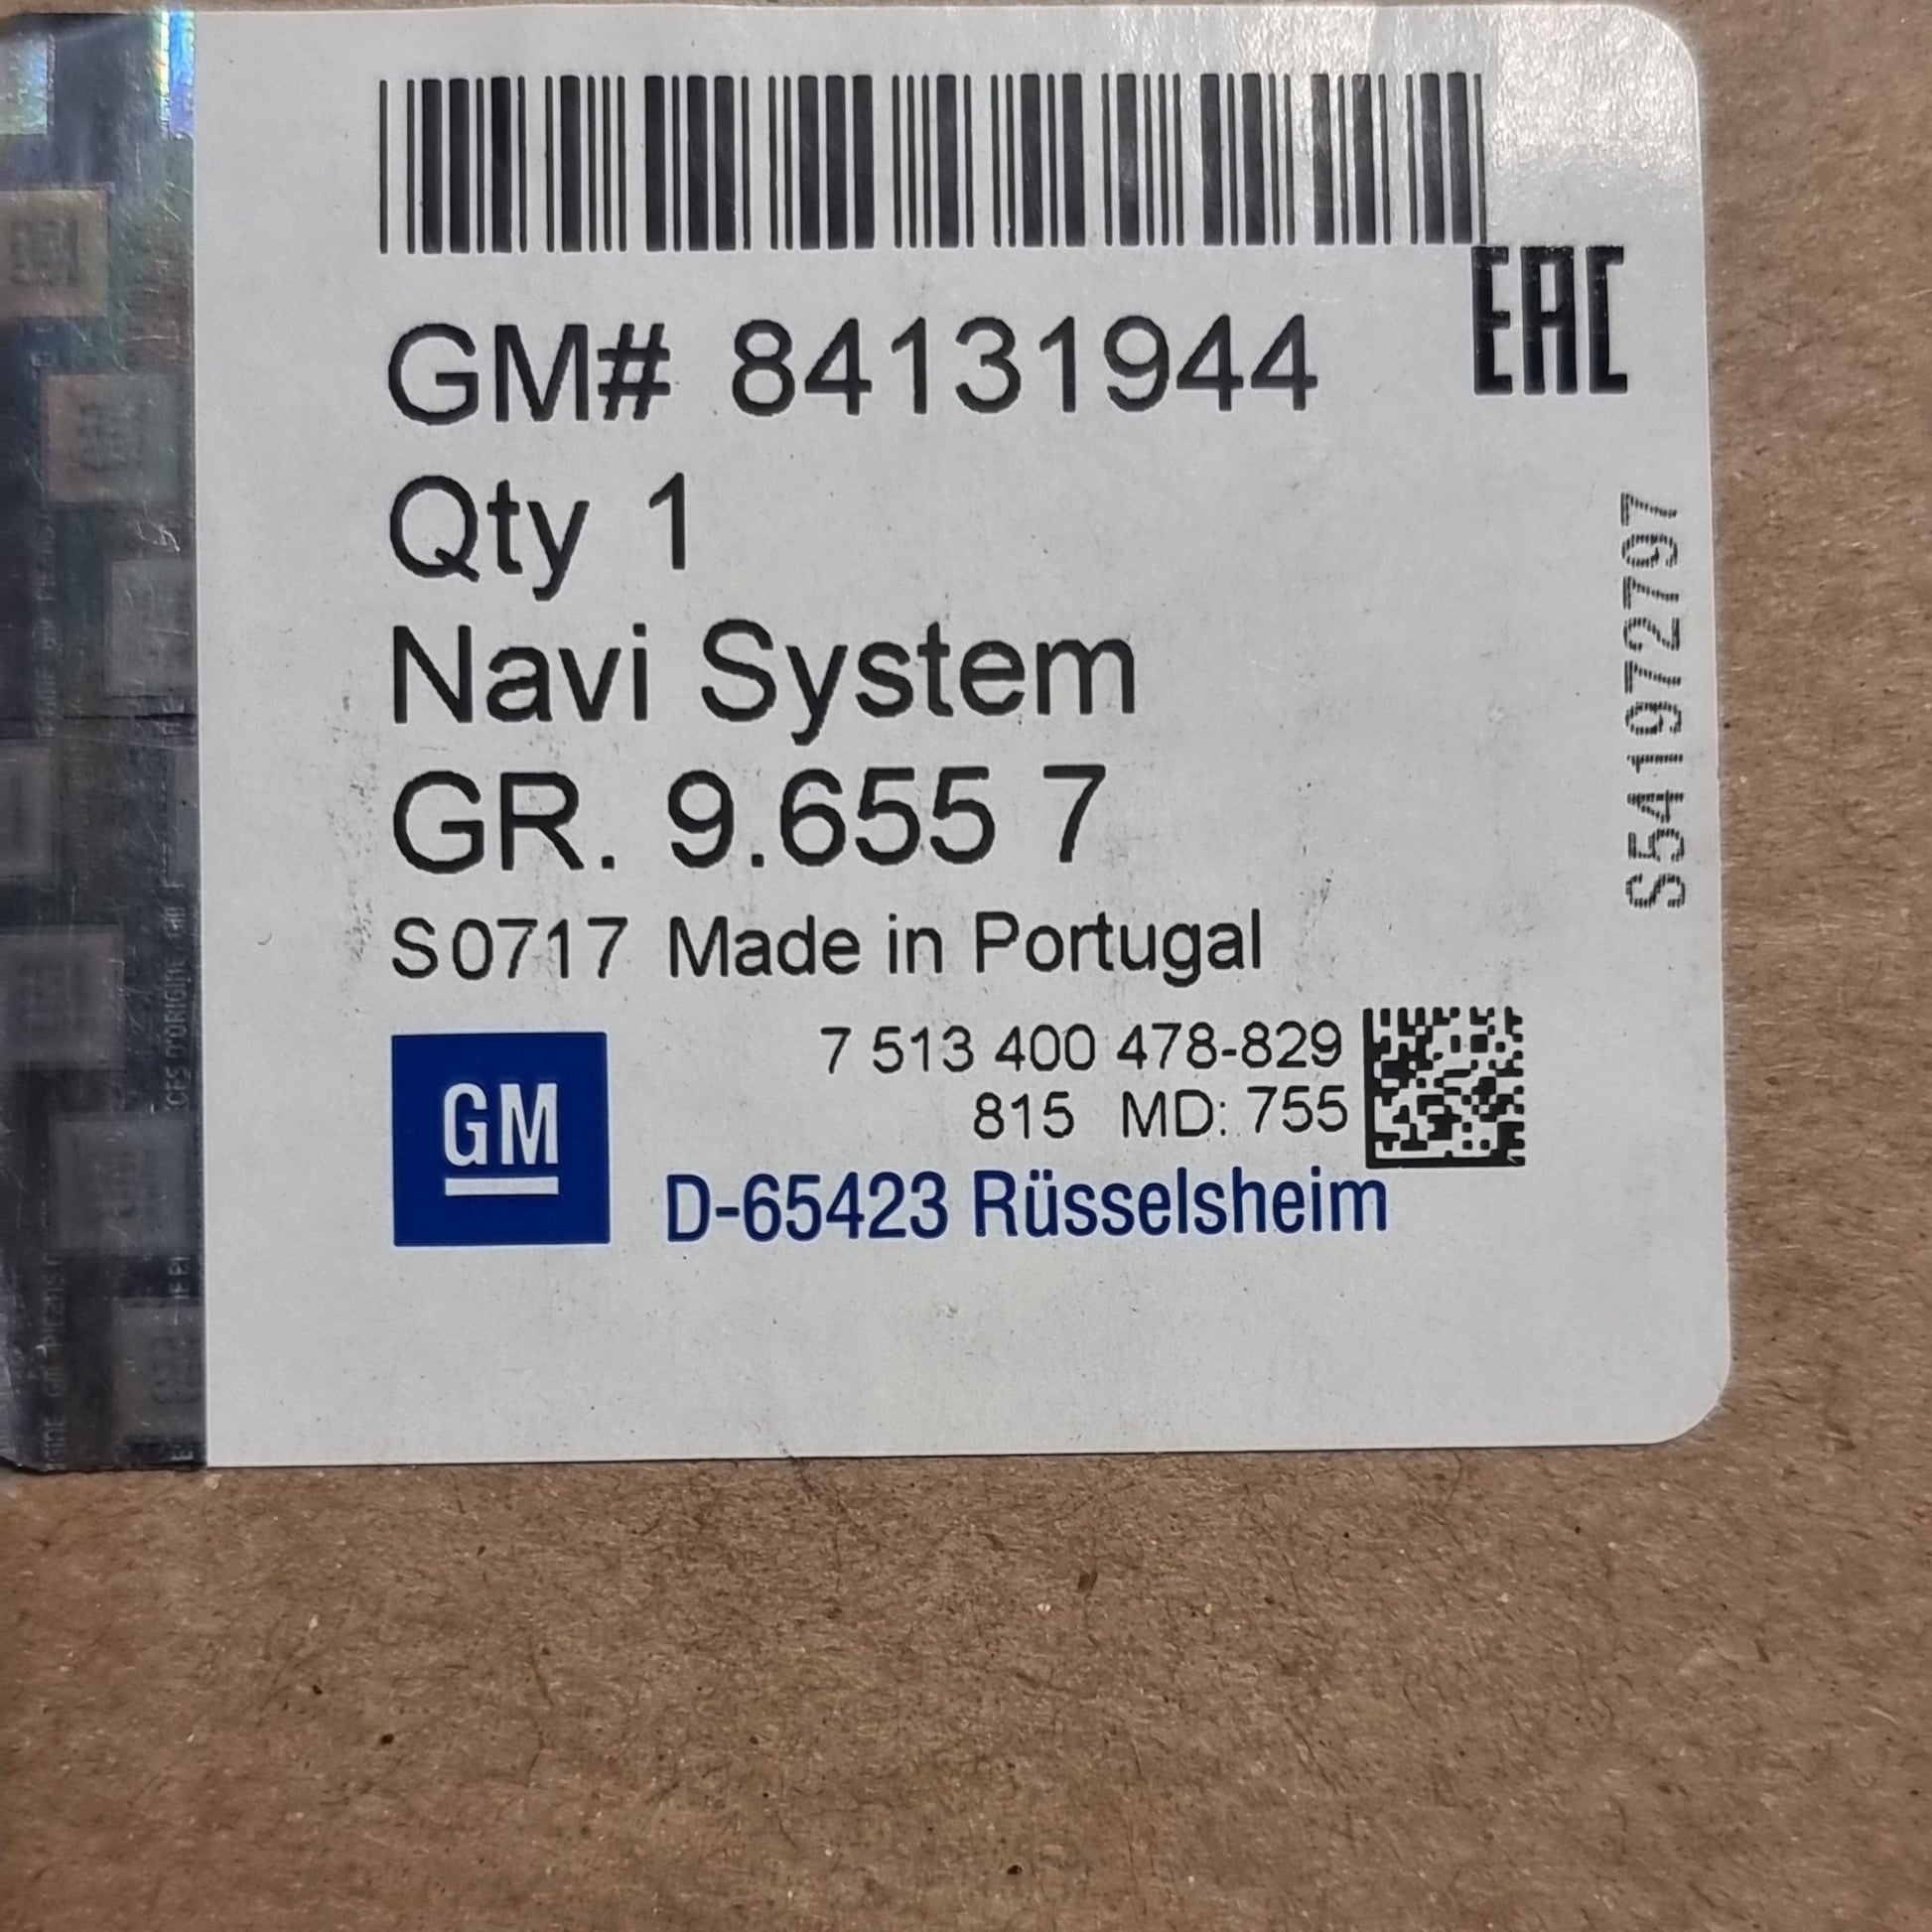 GM# 84131944
EAC
Qty 1
Navi System
GR. 9.655 7
S0717 Made in Portugal
7 513 400 478-829
815 MD: 755
GM
D-65423 Rüsselsheim
S541972797